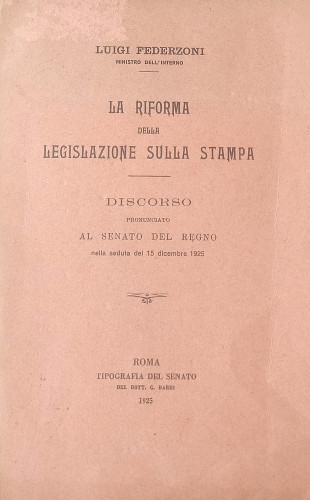 LUIGI FEDERZONI
MINISTRO DELL'INTERNO
LA RIFORMA
DELLA
LEGISLAZIONE SULLA STAMPA
DISCORSO
PRONUNCIATO
AL SENATO DEL REGNO
nella seduta del 15 dicembre 1925
ROMA
TIPOGRAFIA DEL SENATO
DEL DOTT. G. BARDI
1925